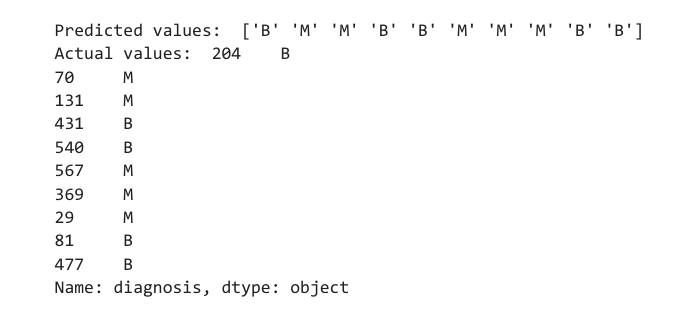 Predicted values:  ['B' 'M' 'M' 'B' 'B' 'M' 'M' 'M' 'B' 'B']
Actual values:  204    B
70     M
131    M
431    B
540    B
567    M
369    M
29     M
81     B
477    B
Name: diagnosis, dtype: object